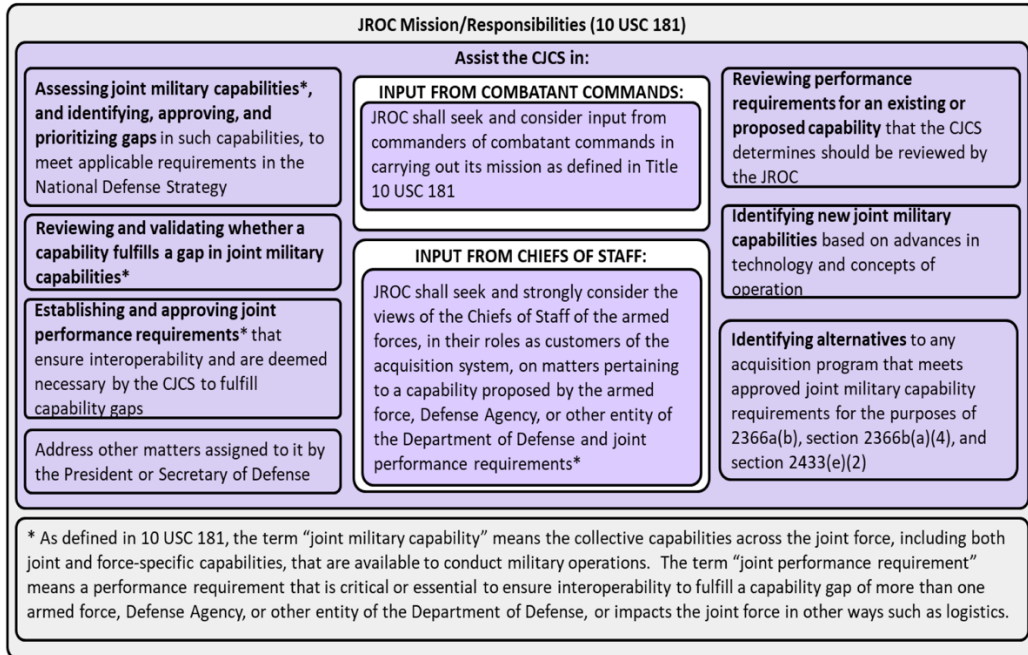 JROC Mission/Responsibilities (10 USC 181)
Assist the CJCS in:
Assessing joint military capabilities*,
and identifying, approving, and
prioritizing gaps in such capabilities, to
meet applicable requirements in the
National Defense Strategy
Reviewing and validating whether a
capability fulfills a gap in joint military
capabilities*
Establishing and approving joint
performance requirements* that
ensure interoperability and are deemed
necessary by the CJCS to fulfill
capability gaps
Address other matters assigned to it by
the President or Secretary of Defense
INPUT FROM COMBATANT COMMANDS:
JROC shall seek and consider input from
commanders of combatant commands in
carrying out its mission as defined in Title
10 USC 181
INPUT FROM CHIEFS OF STAFF:
JROC shall seek and strongly consider the
views of the Chiefs of Staff of the armed
forces, in their roles as customers of the
acquisition system, on matters pertaining
to a capability proposed by the armed
force, Defense Agency, or other entity of
the Department of Defense and joint
performance requirements*
Reviewing performance
requirements for an existing or
proposed capability that the CJCS
determines should be reviewed by
the JROC
Identifying new joint military
capabilities based on advances in
technology and concepts of
operation
Identifying alternatives to any
acquisition program that meets
approved joint military capability
requirements for the purposes of
2366a(b), section 2366b(a)(4), and
section 2433(e)(2)
* As defined in 10 USC 181, the term “joint military capability” means the collective capabilities across the joint force, including both
joint and force-specific capabilities, that are available to conduct military operations. The term “joint performance requirement”
means a performance requirement that is critical or essential to ensure interoperability to fulfill a capability gap of more than one
armed force, Defense Agency, or other entity of the Department of Defense, or impacts the joint force in other ways such as logistics.